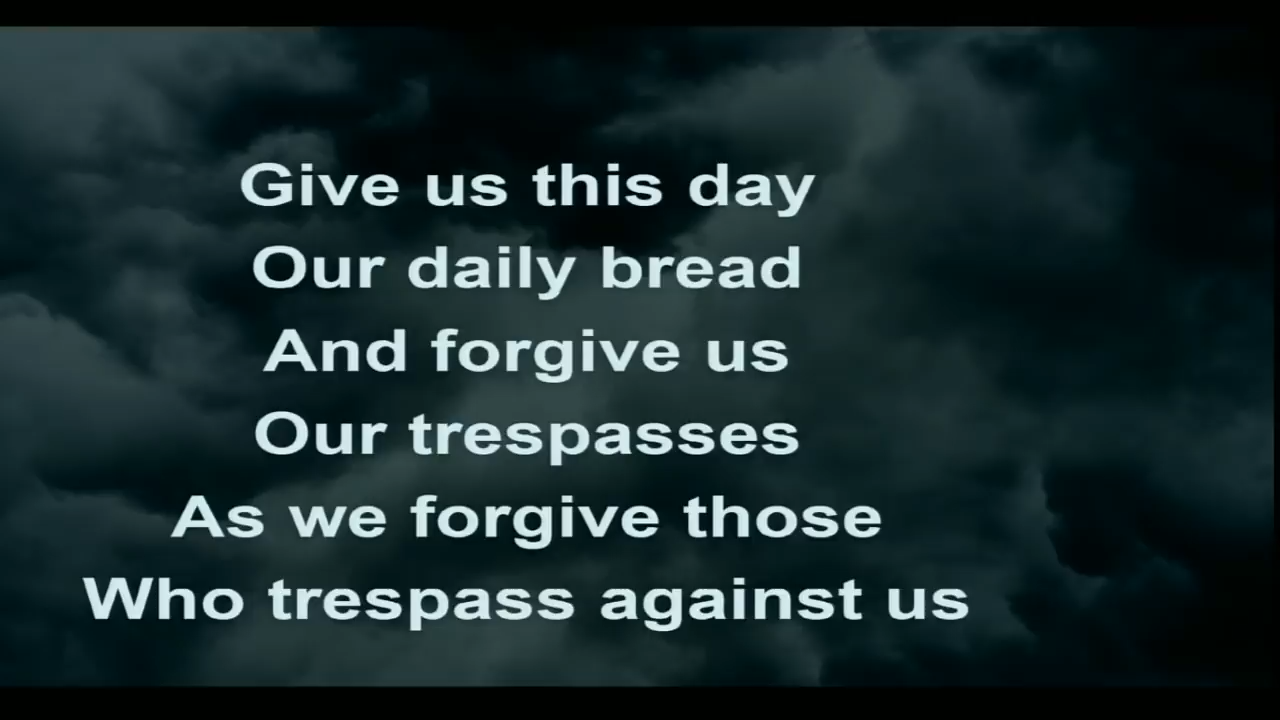 Give us this day
Our daily bread
And forgive us
Our trespasses
As we forgive those
Who trespass against us